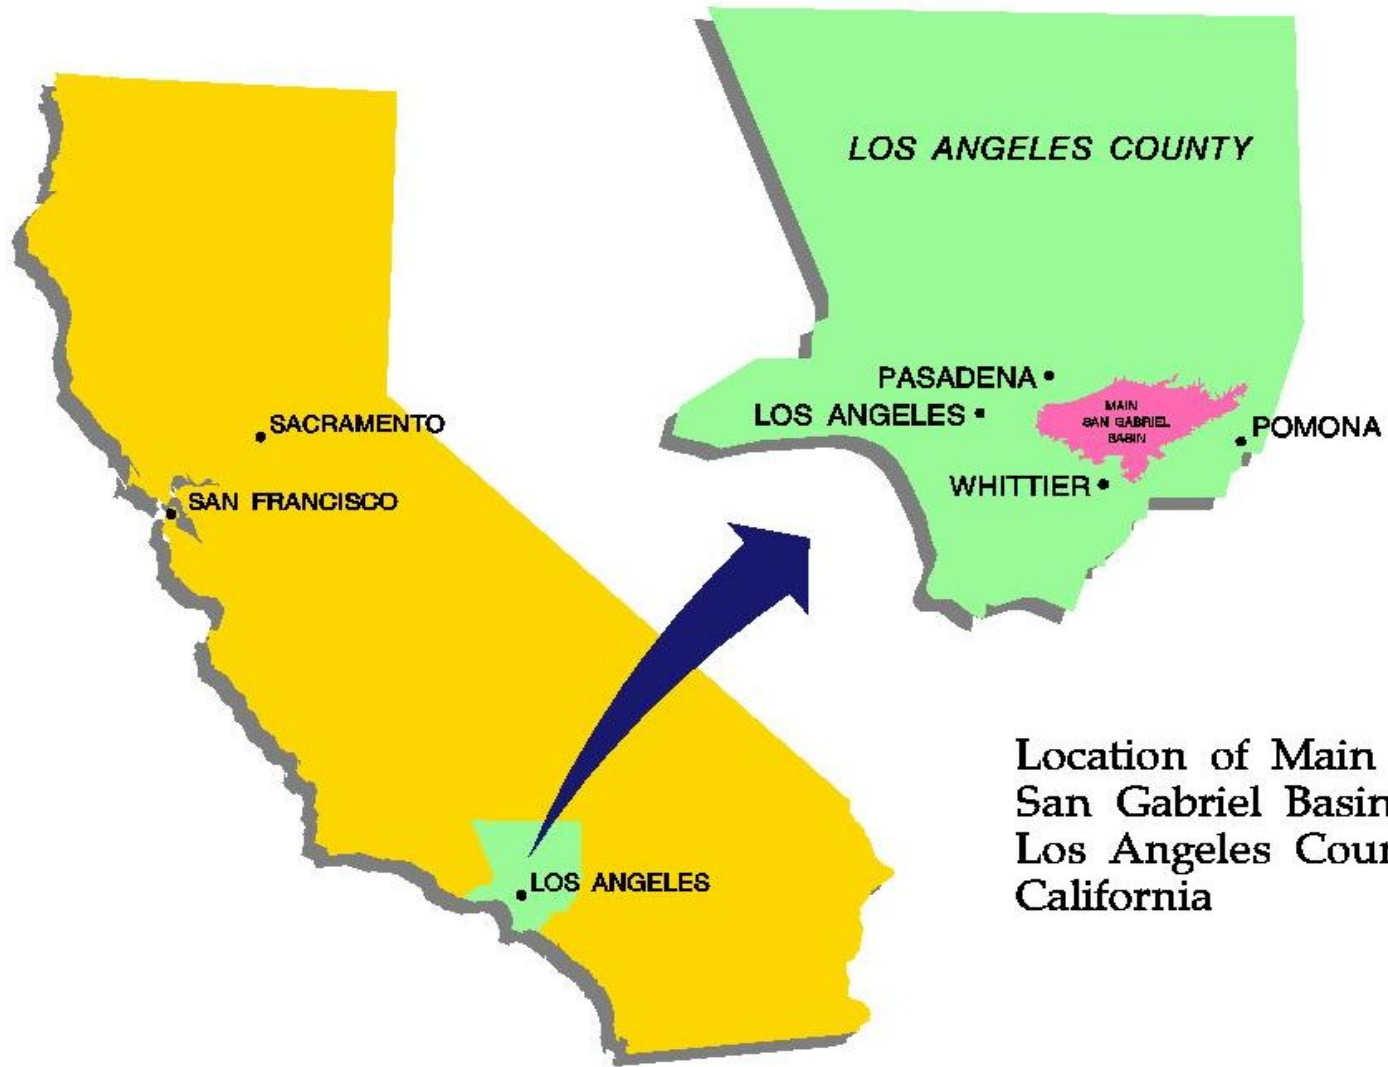 LOS ANGELES COUNTY
PASADENA
LOS ANGELES
MAIN
SAN GABRIEL
BASIN
POMONA
WHITTIER
SACRAMENTO
SAN FRANCISCO
LOS ANGELES
Location of Main
San Gabriel Basin
Los Angeles
California